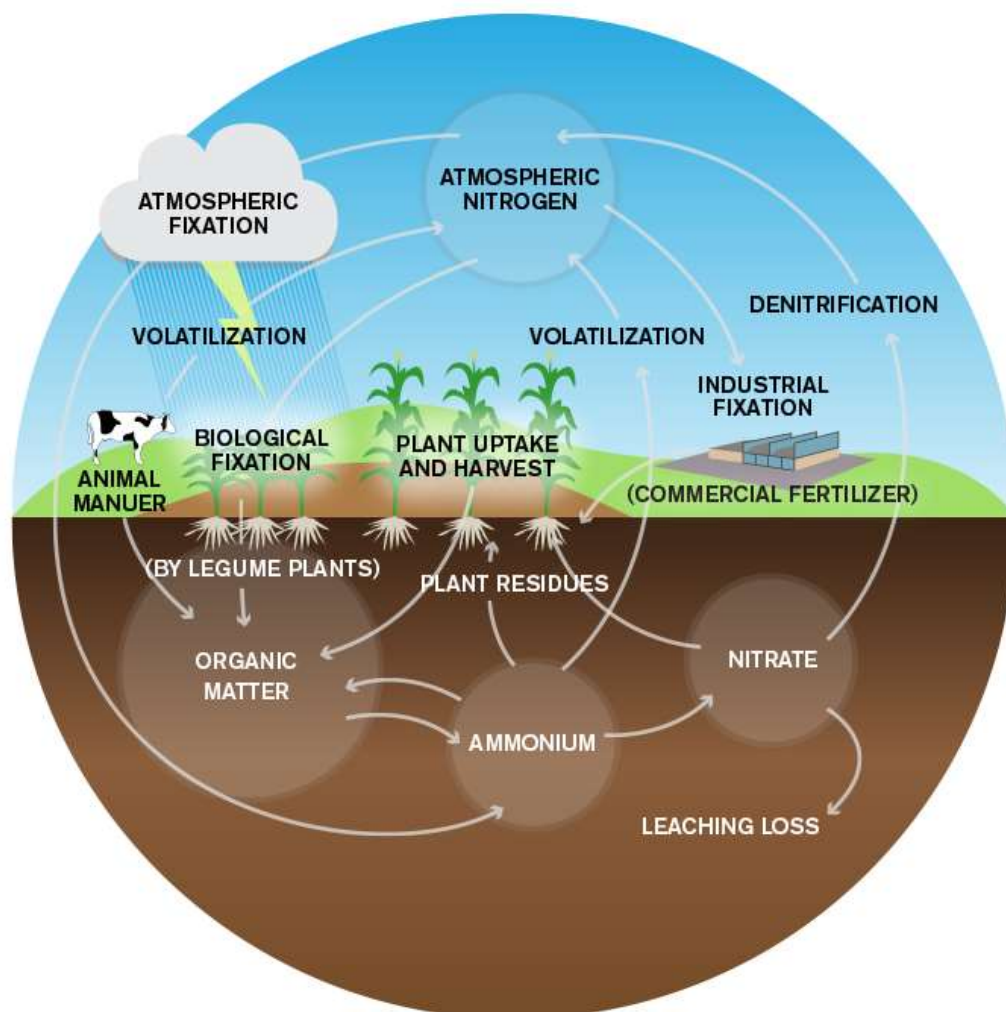 ATMOSPHERIC
NITROGEN
ATMOSPHERIC
FIXATION
DENITRIFICATION
VOLATILIZATION
VOLATILIZATION
INDUSTRIAL
FIXATION
BIOLOGICAL
FIXATION
PLANT UPTAKE
AND HARVEST
ANIMAL
MANUER
(COMMERCIAL FERTILIZER)
(BY LEGUME PLANTS)
PLANT RESIDUES
ORGANIC
MATTER
NITRATE
AMMONIUM
LEACHING LOSS